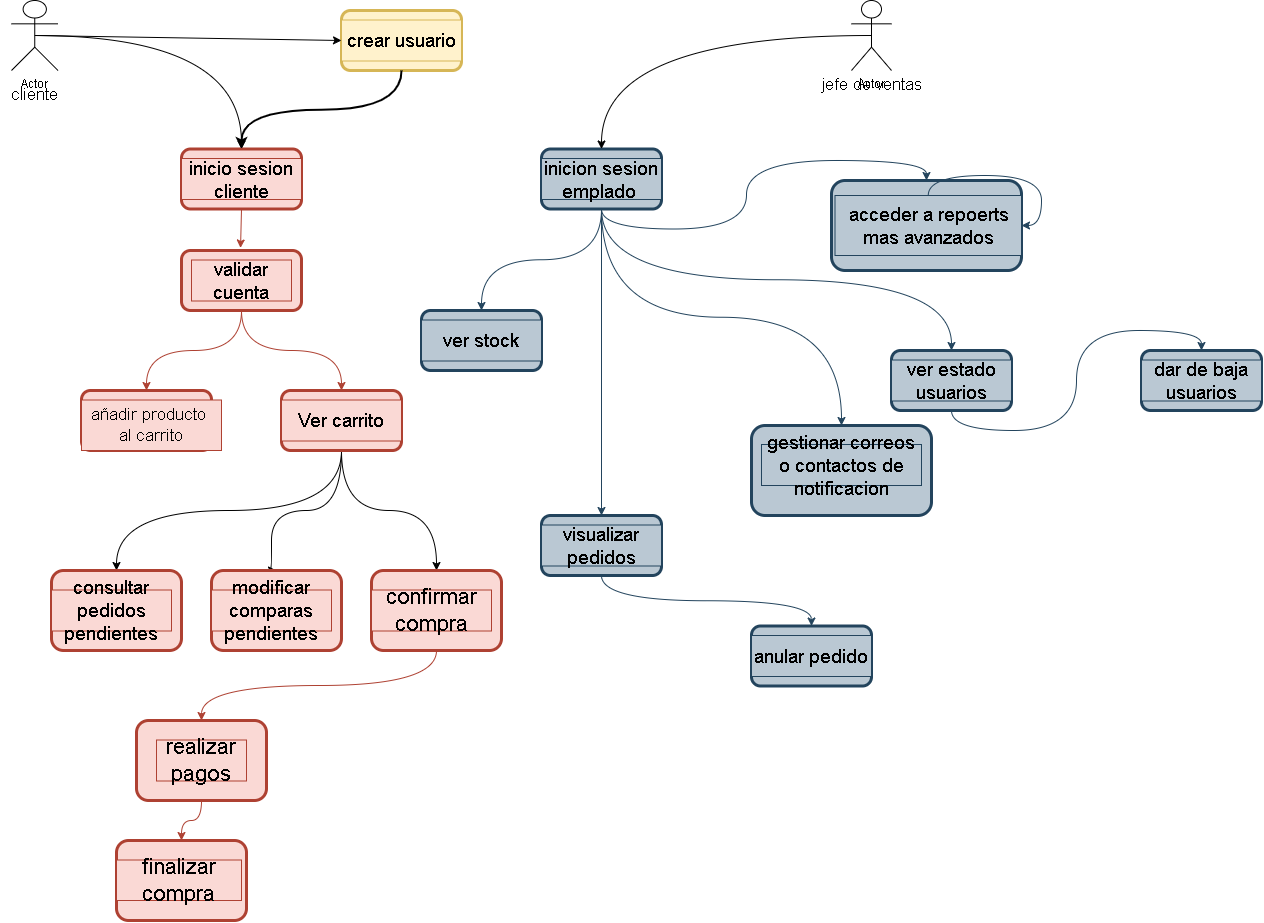 Actor
cliente
crear usuario
Actor
jefe de ventas
inicio sesion
cliente
inicion sesion
emplado
acceder a repoerts
mas avanzados
validar
cuenta
ver stock
ver estado
usuarios
dar de baja
usuarios
añadir producto
al carrito
Ver carrito
gestionar correos
o contactos de
notificacion
visualizar
pedidos
consultar
pedidos
pendientes
modificar
comparas
pendientes
confirmar
compra
anular pedido
realizar
pagos
finalizar
compra